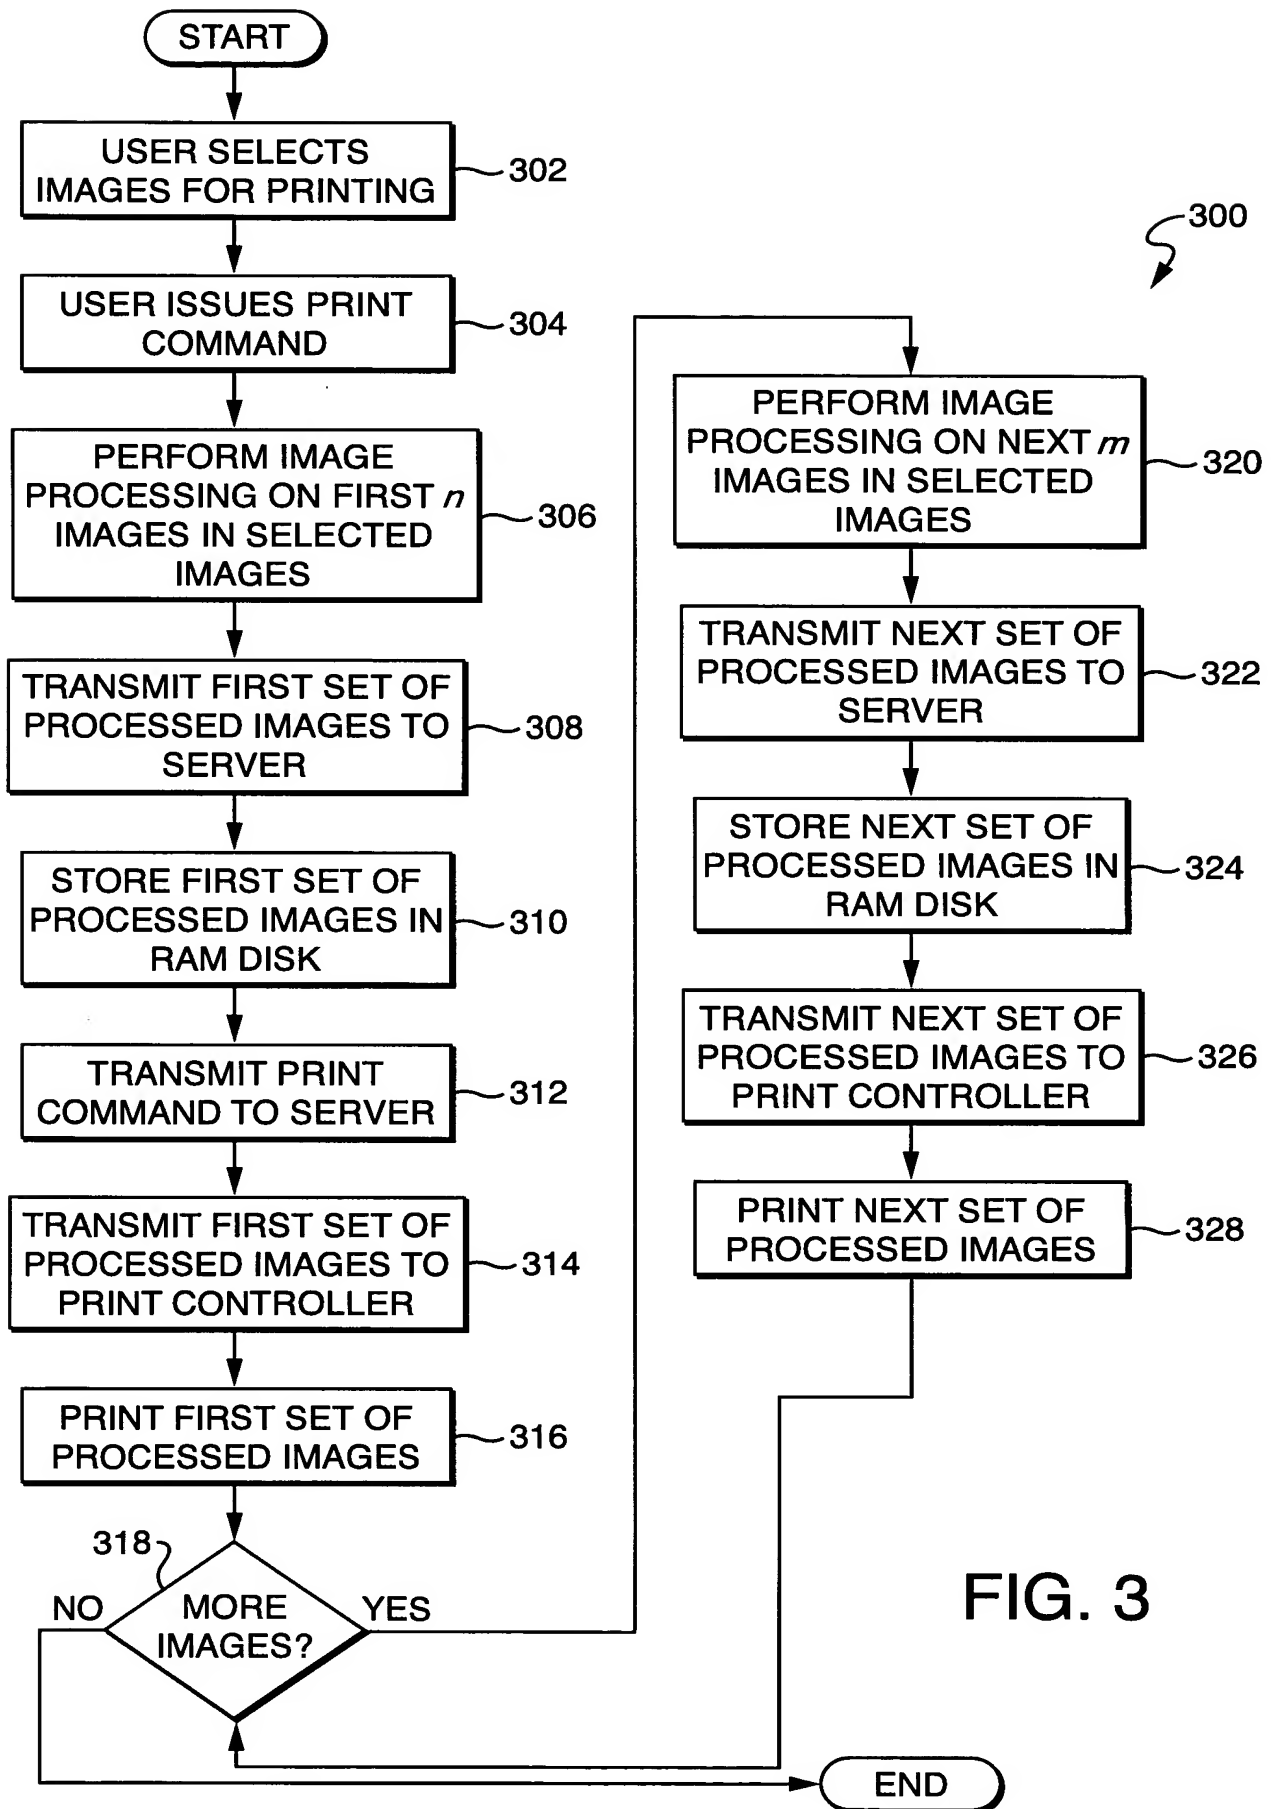 START
USER SELECTS
IMAGES FOR PRINTING
302
USER ISSUES PRINT
COMMAND
304
PERFORM IMAGE
PROCESSING ON FIRST n
IMAGES IN SELECTED
IMAGES
306
TRANSMIT FIRST SET OF
PROCESSED IMAGES TO
SERVER
308
STORE FIRST SET OF
PROCESSED IMAGES IN
RAM DISK
310
TRANSMIT PRINT
COMMAND TO SERVER
312
TRANSMIT FIRST SET OF
PROCESSED IMAGES TO
PRINT CONTROLLER
314
PRINT FIRST SET OF
PROCESSED IMAGES
316
318
NO
MORE
IMAGES?
YES
300
PERFORM IMAGE
PROCESSING ON NEXT m
IMAGES IN SELECTED
IMAGES
320
TRANSMIT NEXT SET OF
PROCESSED IMAGES TO
SERVER
322
STORE NEXT SET OF
PROCESSED IMAGES IN
RAM DISK
324
TRANSMIT NEXT SET OF
PROCESSED IMAGES TO
PRINT CONTROLLER
326
PRINT NEXT SET OF
PROCESSED IMAGES
328
FIG. 3
END